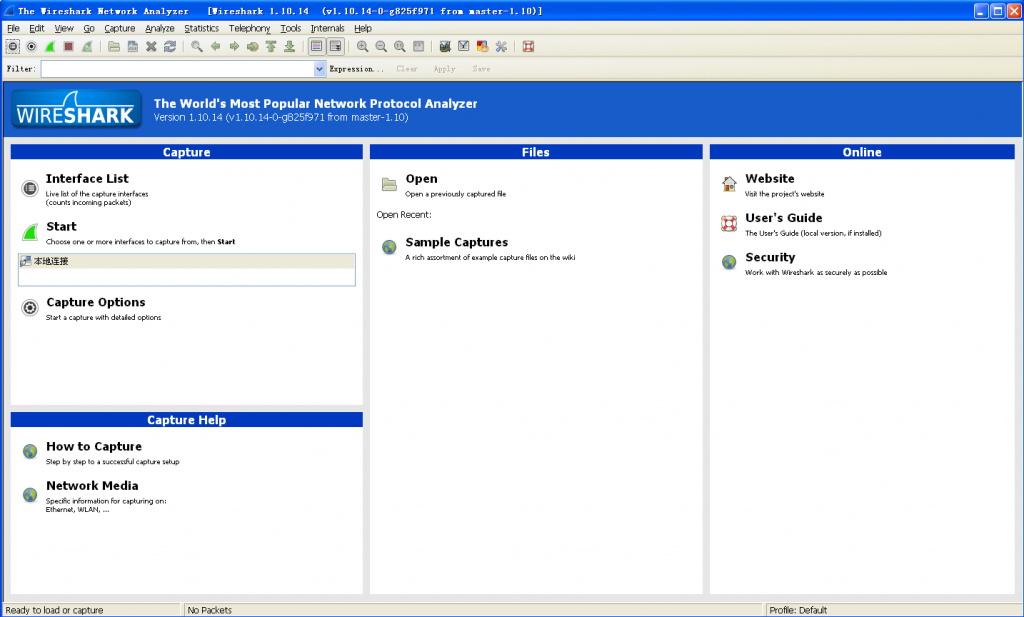 The Wireshark Network Analyzer [Wireshark 1.10.14 (v1.10.14-0-g825f971 from master-1.10)]
File Edit View Go Capture Analyze Statistics Telephony Tools Internals Help
Filter: Expression... Clear Apply Save
WIRESHARK
The World's Most Popular Network Protocol Analyzer
Version 1.10.14 (v1.10.14-0-g825f971 from master-1.10)
Capture
Interface List
Live list of the capture interfaces
(counts incoming packets)
Start
Choose one or more interfaces to capture from, then Start
本地连接
Capture Options
Start a capture with detailed options
Capture Help
How to Capture
Step by step to a successful capture setup
Network Media
Specific information for capturing on:
Ethernet, WLAN, ...
Files
Open
Open a previously captured file
Open Recent:
Sample Captures
A rich assortment of example capture files on the wiki
Online
Website
Visit the project's website
User's Guide
The User's Guide (local version, if installed)
Security
Work with Wireshark as securely as possible
Ready to load or capture
No Packets
Profile: Default